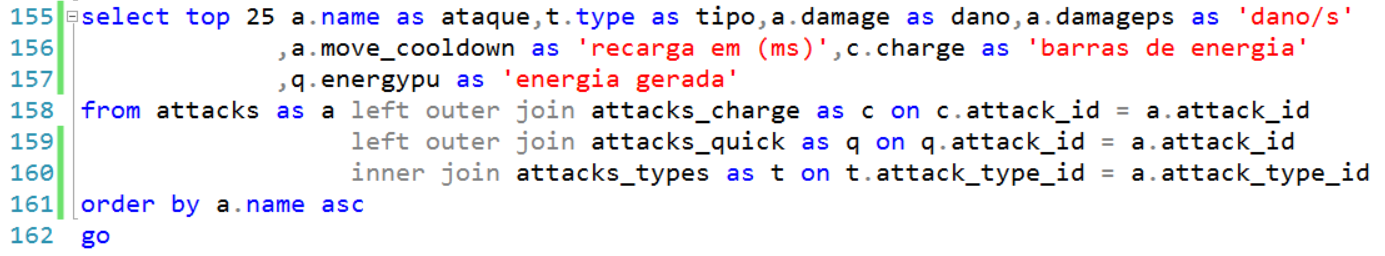 155 select top 25 a.name as ataque,t.type as tipo,a.damage as dano,a.damageps as 'dano/s'
156 ,a.move_cooldown as 'recarga em (ms)',c.charge as 'barras de energia'
157 ,q.energypu as 'energia gerada'
158 from attacks as a left outer join attacks_charge as c on c.attack_id = a.attack_id
159 left outer join attacks_quick as q on q.attack_id = a.attack_id
160 inner join attacks_types as t on t.attack_type_id = a.attack_type_id
161 order by a.name asc
162 go